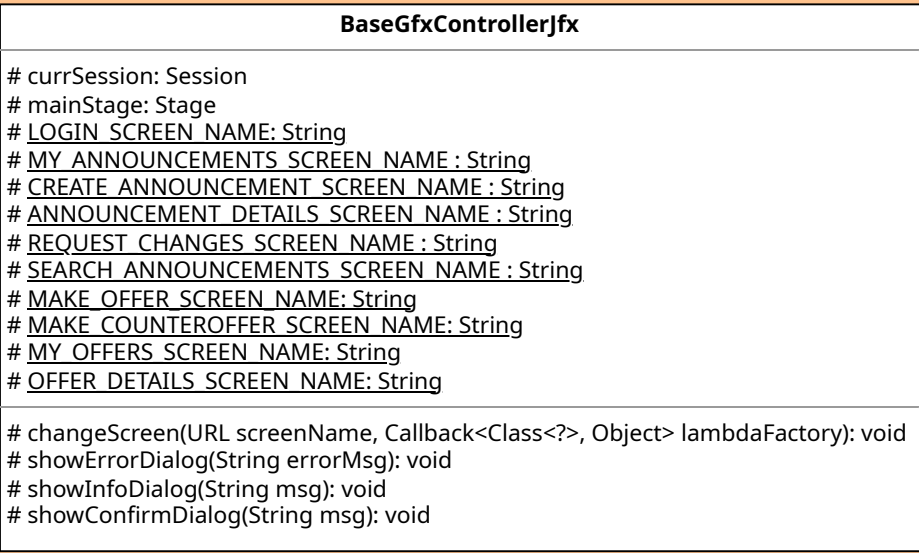 BaseGfxControllerJfx
# currSession: Session
# mainStage: Stage
# LOGIN_SCREEN_NAME: String
# MY_ANNOUNCEMENTS_SCREEN_NAME : String
# CREATE_ANNOUNCEMENT_SCREEN_NAME : String
# ANNOUNCEMENT_DETAILS_SCREEN_NAME : String
# REQUEST_CHANGES_SCREEN_NAME : String
# SEARCH_ANNOUNCEMENTS_SCREEN_NAME : String
# MAKE_OFFER_SCREEN_NAME: String
# MAKE_COUNTEROFFER_SCREEN_NAME: String
# MY_OFFERS_SCREEN_NAME: String
# OFFER_DETAILS_SCREEN_NAME: String
# changeScreen(URL screenName, Callback<Class<?>, Object> lambdaFactory): void
# showErrorDialog(String errorMsg): void
# showInfoDialog(String msg): void
# showConfirmDialog(String msg): void